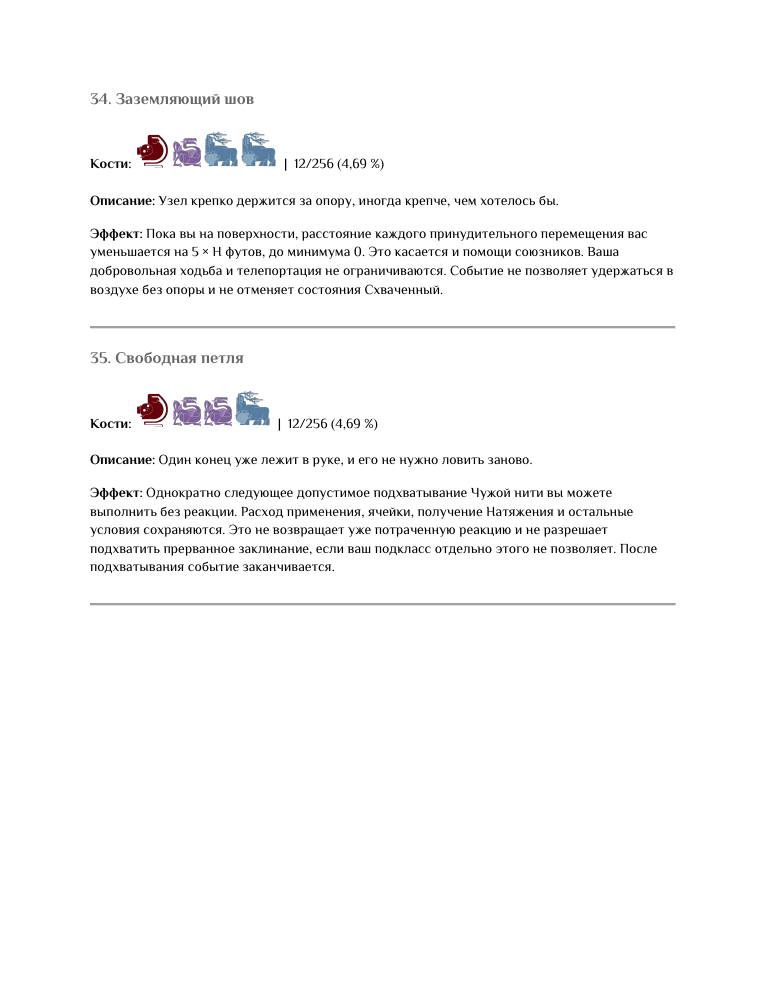 34. Заземляющий шов
Кости: | 12/256 (4,69 %)
Описание: Узел крепко держится за опору, иногда крепче, чем хотелось бы.
Эффект: Пока вы на поверхности, расстояние каждого принудительного перемещения вас
уменьшается на 5 × Н футов, до минимума 0. Это касается и помощи союзников. Ваша
добровольная ходьба и телепортация не ограничиваются. Событие не позволяет удержаться в
воздухе без опоры и не отменяет состояния Схваченный.
35. Свободная петля
Кости: | 12/256 (4,69 %)
Описание: Один конец уже лежит в руке, и его не нужно ловить заново.
Эффект: Однократно следующее допустимое подхватывание Чужой нити вы можете
выполнить без реакции. Расход применения, ячейки, получение Натяжения и остальные
условия сохраняются. Это не возвращает уже потраченную реакцию и не разрешает
подхватить прерванное заклинание, если ваш подкласс отдельно этого не позволяет. После
подхватывания событие заканчивается.